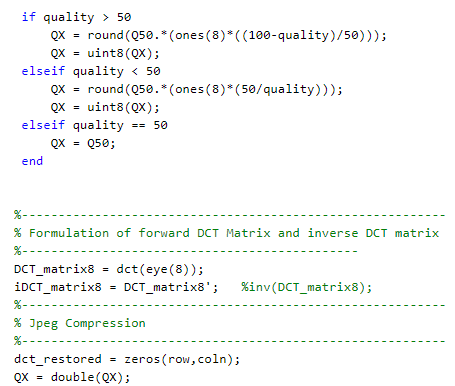 if quality > 50
QX = round(Q50.*(ones(8)*((100-quality)/50)));
QX = uint8(QX);
elseif quality < 50
QX = round(Q50.*(ones(8)*(50/quality)));
QX = uint8(QX);
elseif quality == 50
QX = Q50;
end
%----------------------------------------------------------
% Formulation of forward DCT Matrix and inverse DCT matrix
%----------------------------------------------
DCT_matrix8 = dct(eye(8));
iDCT_matrix8 = DCT_matrix8';   %inv(DCT_matrix8);
%----------------------------------------------------------
% Jpeg Compression
%----------------------------------------------------------
dct_restored = zeros(row,coln);
QX = double(QX);